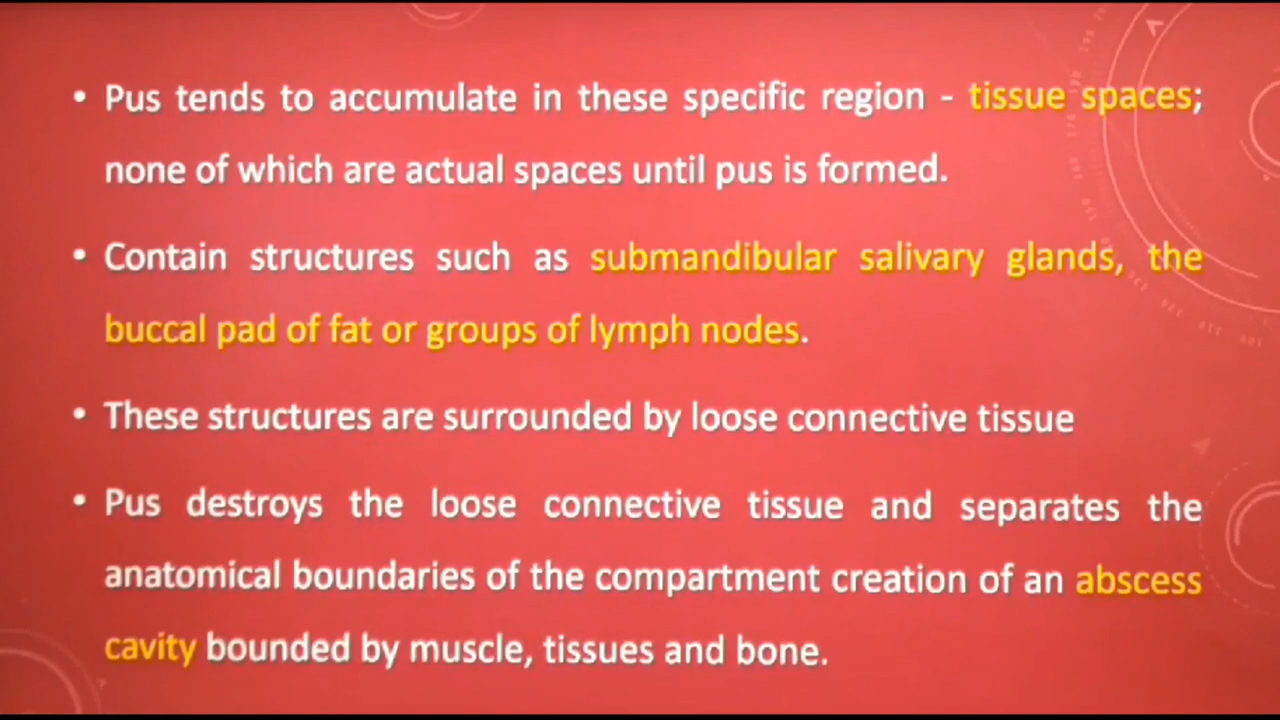 • Pus tends to accumulate in these specific region - tissue spaces;
none of which are actual spaces until pus is formed.
• Contain structures such as submandibular salivary glands, the
buccal pad of fat or groups of lymph nodes.
• These structures are surrounded by loose connective tissue
• Pus destroys the loose connective tissue and separates the
anatomical boundaries of the compartment creation of an abscess
cavity bounded by muscle, tissues and bone.